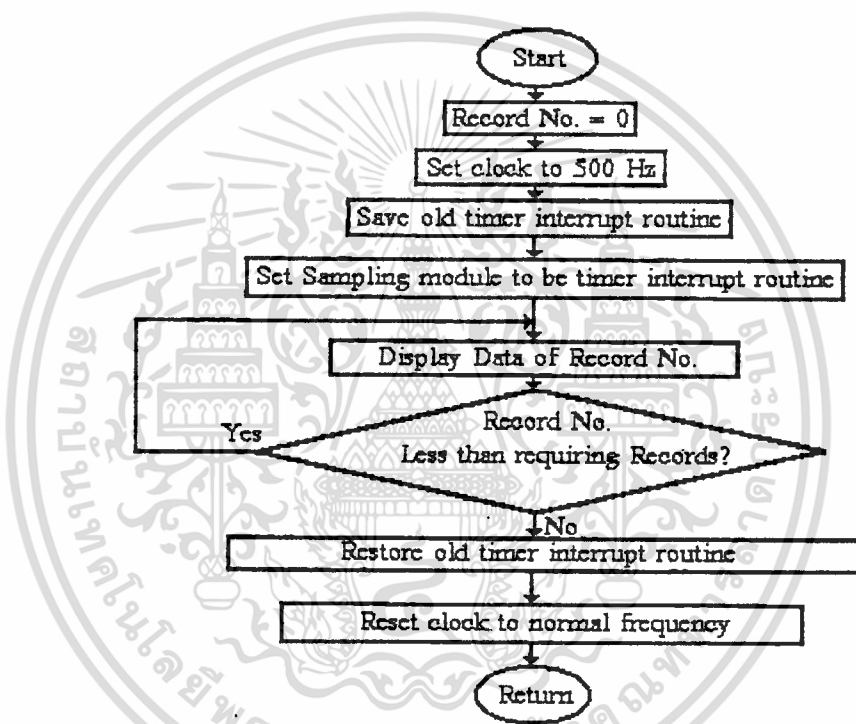 Start
Record No. = 0
Set clock to 500 Hz
Save old timer interrupt routine
Set Sampling module to be timer interrupt routine
Display Data of Record No.
Record No.
Yes
Less than requiring Records?
No
Restore old timer interrupt routine
Reset clock to normal frequency
Return